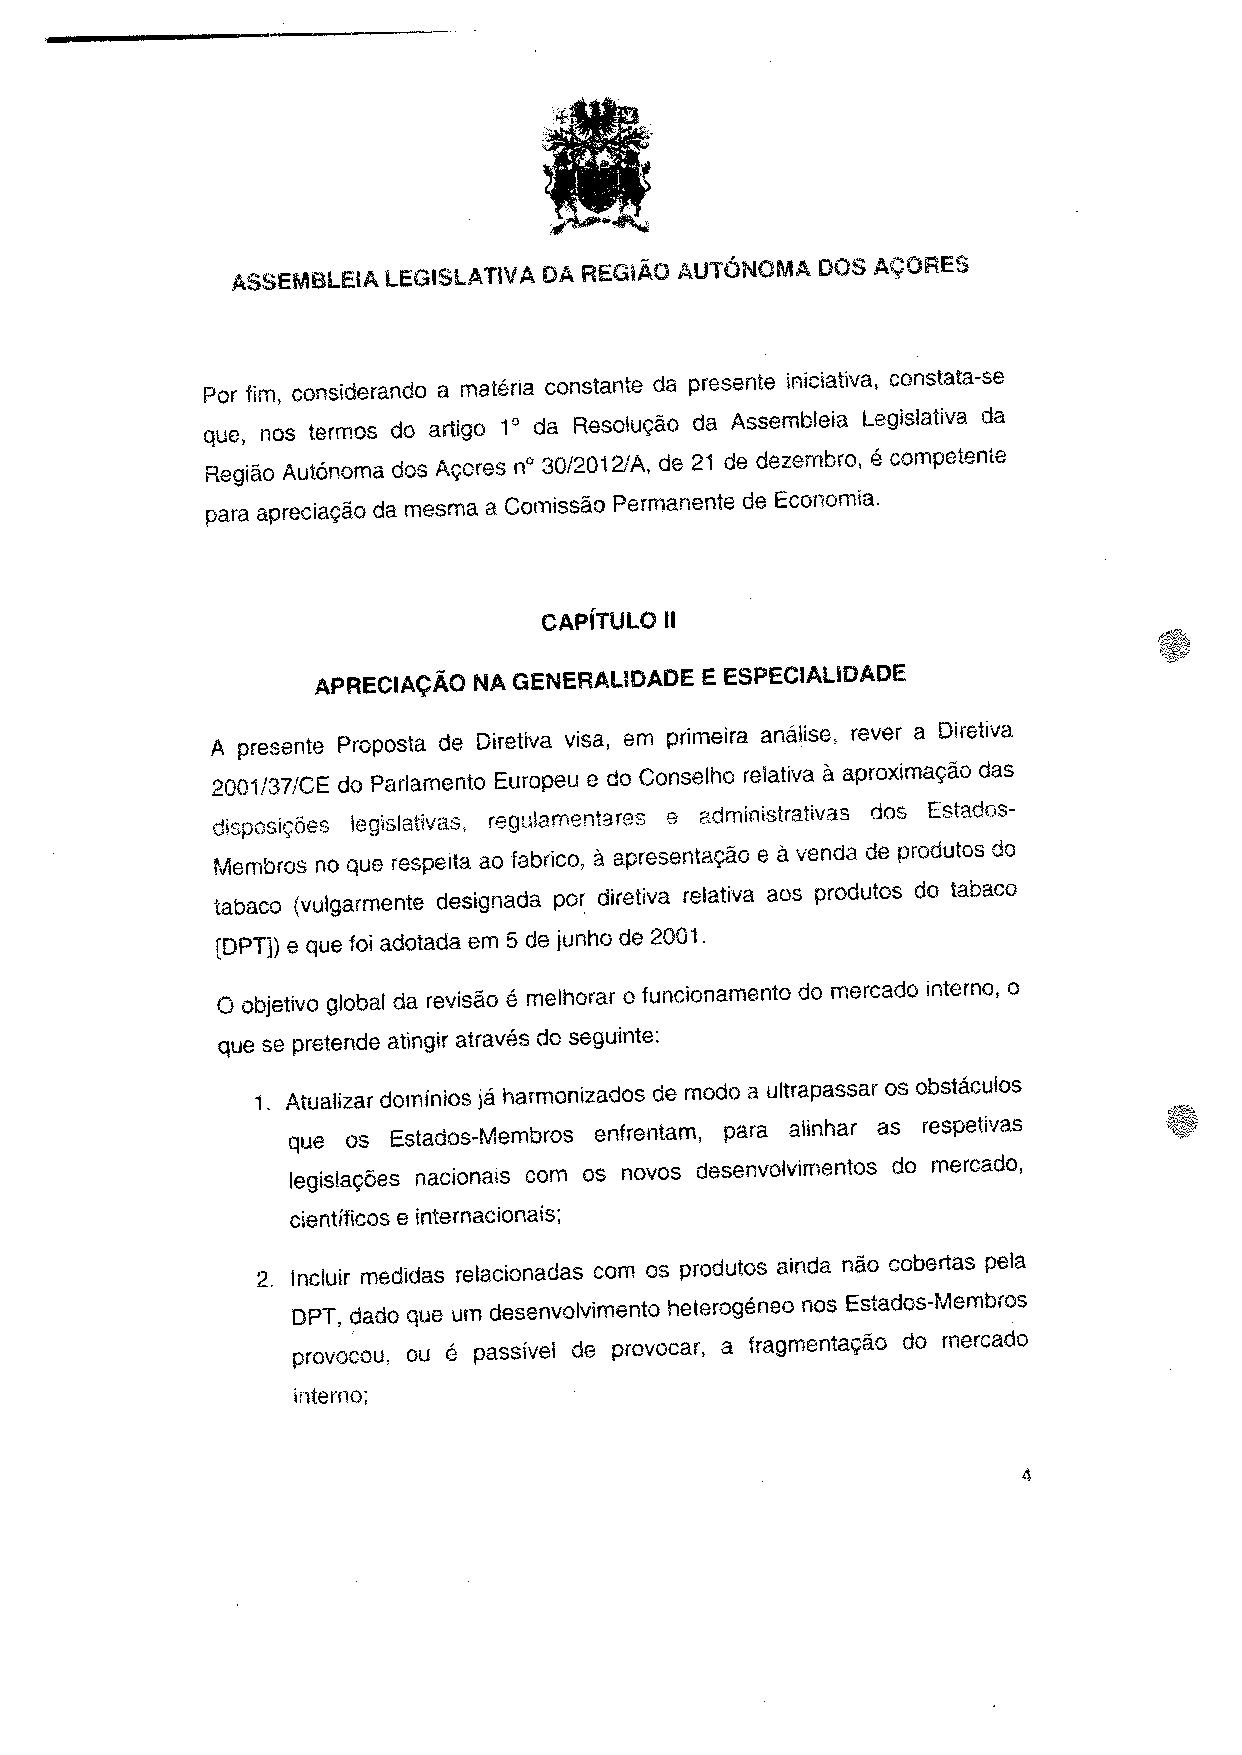 ASSEMBLEIA LEGISLATIVA DA REGIÃO AUTÓNOMA DOS AÇORES
Por fim, considerando a matéria constante da presente iniciativa, constata-se
que, nos termos do artigo 1º da Resolução da Assembleia Legislativa da
Região Autónoma dos Açores nº 30/2012/A, de 21 de dezembro, é competente
para apreciação da mesma a Comissão Permanente de Economia.
CAPÍTULO II
APRECIAÇÃO NA GENERALIDADE E ESPECIALIDADE
A presente Proposta de Diretiva visa, em primeira análise, rever a Diretiva
2001/37/CE do Parlamento Europeu e do Conselho relativa à aproximação das
disposições legislativas, regulamentares e administrativas dos Estados-
Membros no que respeita ao fabrico, à apresentação e à venda de produtos do
tabaco (vulgarmente designada por diretiva relativa aos produtos do tabaco
[DPT]) e que foi adotada em 5 de junho de 2001.
O objetivo global da revisão é melhorar o funcionamento do mercado interno, o
que se pretende atingir através do seguinte:
1. Atualizar domínios já harmonizados de modo a ultrapassar os obstáculos
que os Estados-Membros enfrentam, para alinhar as respetivas
legislações nacionais com os novos desenvolvimentos do mercado,
científicos e internacionais;
2. Incluir medidas relacionadas com os produtos ainda não cobertas pela
DPT, dado que um desenvolvimento heterogéneo nos Estados-Membros
provocou, ou é passível de provocar, a fragmentação do mercado
interno;
4